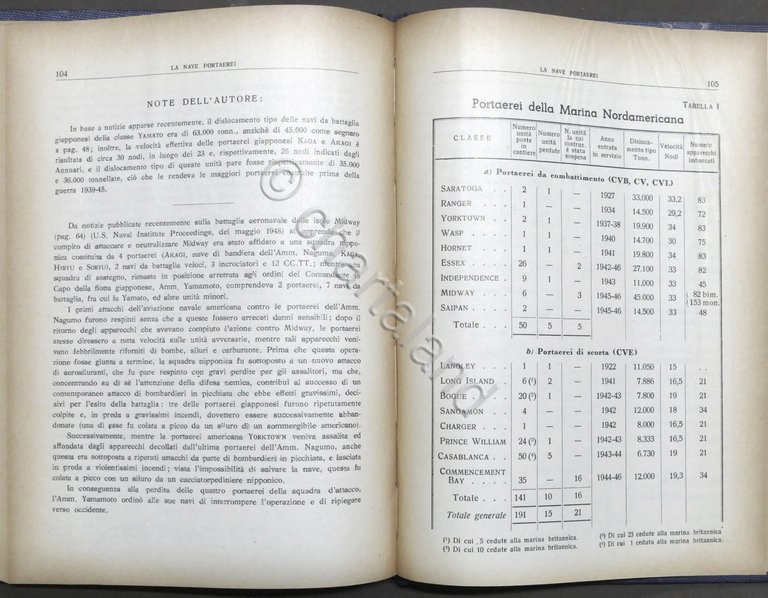 104
LA NAVE PORTAEREI
NOTE DELL'AUTORE:
In base a notizie apparse recentemente, il dislocamento tipo delle navi da battaglia
giapponesi della classe YAMATO era di 63.000 tonn., anzichè di 45.000 come segnato
a pag. 48; inoltre, la velocità effettiva delle portaerei giapponesi KAGA e AKAGI è
risultata di circa 30 nodi, in luogo dei 23 e, rispettivamente, 26 nodi indicati dagli
Annuari, e il dislocamento tipo di queste unità pare fosse rispettivamente di 35.000
e 36.000 tonnellate, ciò che le rendeva le maggiori portaerei costruite prima della
guerra 1939-45.
Da notizie pubblicate recentemente sulla battaglia aeronavale delle isole Midway
(pag. 64) (U.S. Naval Institute Proceedings, del maggio 1948) si apprende che il
compito di attaccare e neutralizzare Midway era stato affidato a una squadra nipponica
costituita da 4 portaerei (AKAGI, nave di bandiera dell'Amm. Nagumo, KAGA
HIRYU e SORYU), 2 navi da battaglia veloci, 3 incrociatori e 12 CC.TT.; mentre una
squadra di sostegno, rimasta in posizione arretrata agli ordini del Comandante in
Capo della flotta giapponese, Amm. Yamamoto, comprendeva 2 portaerei, 7 navi da
battaglia, fra cui la Yamato, ed altre unità minori.
I primi attacchi dell'aviazione navale americana contro le portaerei dell'Amm.
Nagumo furono respinti senza che a queste fossero arrecati danni sensibili; dopo il
ritorno degli apparecchi che avevano compiuto l'azione contro Midway, le portaerei
stesse diressero a tutta velocità sulle unità avversarie, mentre tali apparecchi venivano
febbrilmente riforniti di bombe, siluri e carburante. Prima che questa operazione
fosse giunta a termine, la squadra nipponica fu sottoposta a un nuovo attacco
di aerosiluranti, che fu pure respinto con gravi perdite per gli assalitori, ma che,
concentrando su di sè l'attenzione della difesa nemica, contribuì al successo di un
contemporaneo attacco di bombardieri in picchiata che ebbe effetti gravissimi, decisivi
per l'esito della battaglia: tre delle portaerei giapponesi furono ripetutamente
colpite e, in preda a gravissimi incendi, dovettero essere successivamente abbandonate
(una di esse fu colata a picco da un siluro di un sommergibile americano).
Successivamente, mentre la portaerei americana YORKTOWN veniva assalita ed
affondata dagli apparecchi decollati dall'ultima portaerei dell'Amm. Nagumo, anche
questa era sottoposta a ripetuti attacchi da parte di bombardieri in picchiata, e lasciata
in preda a violentissimi incendi; vista l'impossibilità di salvare la nave, questa fu
colata a picco con un siluro da un cacciatorpediniere nipponico.
In conseguenza alla perdita delle quattro portaerei della squadra d'attacco,
l'Amm. Yamamoto ordinò alle sue navi di interrompere l'operazione e di ripiegare
verso occidente.
LA NAVE PORTAEREI
105
TABELLA I
Portaerei della Marina Nordamericana
CLASSE | Numero unità poste in cantiere | Numero unità perdute | N. unità la cui costruz. è stata sospesa | Anno entrata in servizio | Dislocamento tipo Tonn. | Velocità Nodi | Numero apparecchi imbarcati
a) Portaerei da combattimento (CVB, CV, CVL)
SARATOGA . . 2 1 — 1927 33.000 33,2 83
RANGER . . . 1 — — 1934 14.500 29,2 72
YORKTOWN . . 2 1 — 1937-38 19.900 34 83
WASP . . . 1 1 — 1940 14.700 30 75
HORNET . . . 1 1 — 1941 19.800 34 83
ESSEX . . . 26 — 2 1942-46 27.100 33 82
INDEPENDENCE . 9 1 — 1943 11.000 33 45
MIDWAY . . . 6 — 3 1945-46 45.000 33 82 bim. 153 mon.
SAIPAN . . . 2 — — 1945-46 14.500 33 48
Totale . . . 50 5 5
b) Portaerei di scorta (CVE)
LANGLEY . . 1 1 — 1922 11.050 15 . .
LONG ISLAND . 6 (¹) 2 — 1941 7.886 16,5 21
BOGUE . . . 20 (²) 1 — 1942-43 7.800 19 21
SANGAMON . . 4 — — 1942 12.000 18 34
CHARGER . . 1 — — 1942 8.000 16,5 21
PRINCE WILLIAM 24 (³) 1 — 1942-43 8.333 16,5 21
CASABLANCA . 50 (⁴) 5 — 1943-44 6.730 19 21
COMMENCEMENT
BAY . . . . 35 — 16 1944-46 12.000 19,3 34
Totale . . . 141 10 16
Totale generale 191 15 21
(¹) Di cui 5 cedute alla marina britannica.
(²) Di cui 10 cedute alla marina britannica.
(³) Di cui 23 cedute alla marina britannica
(⁴) Di cui 1 ceduta alla marina britannica.
© chartaland